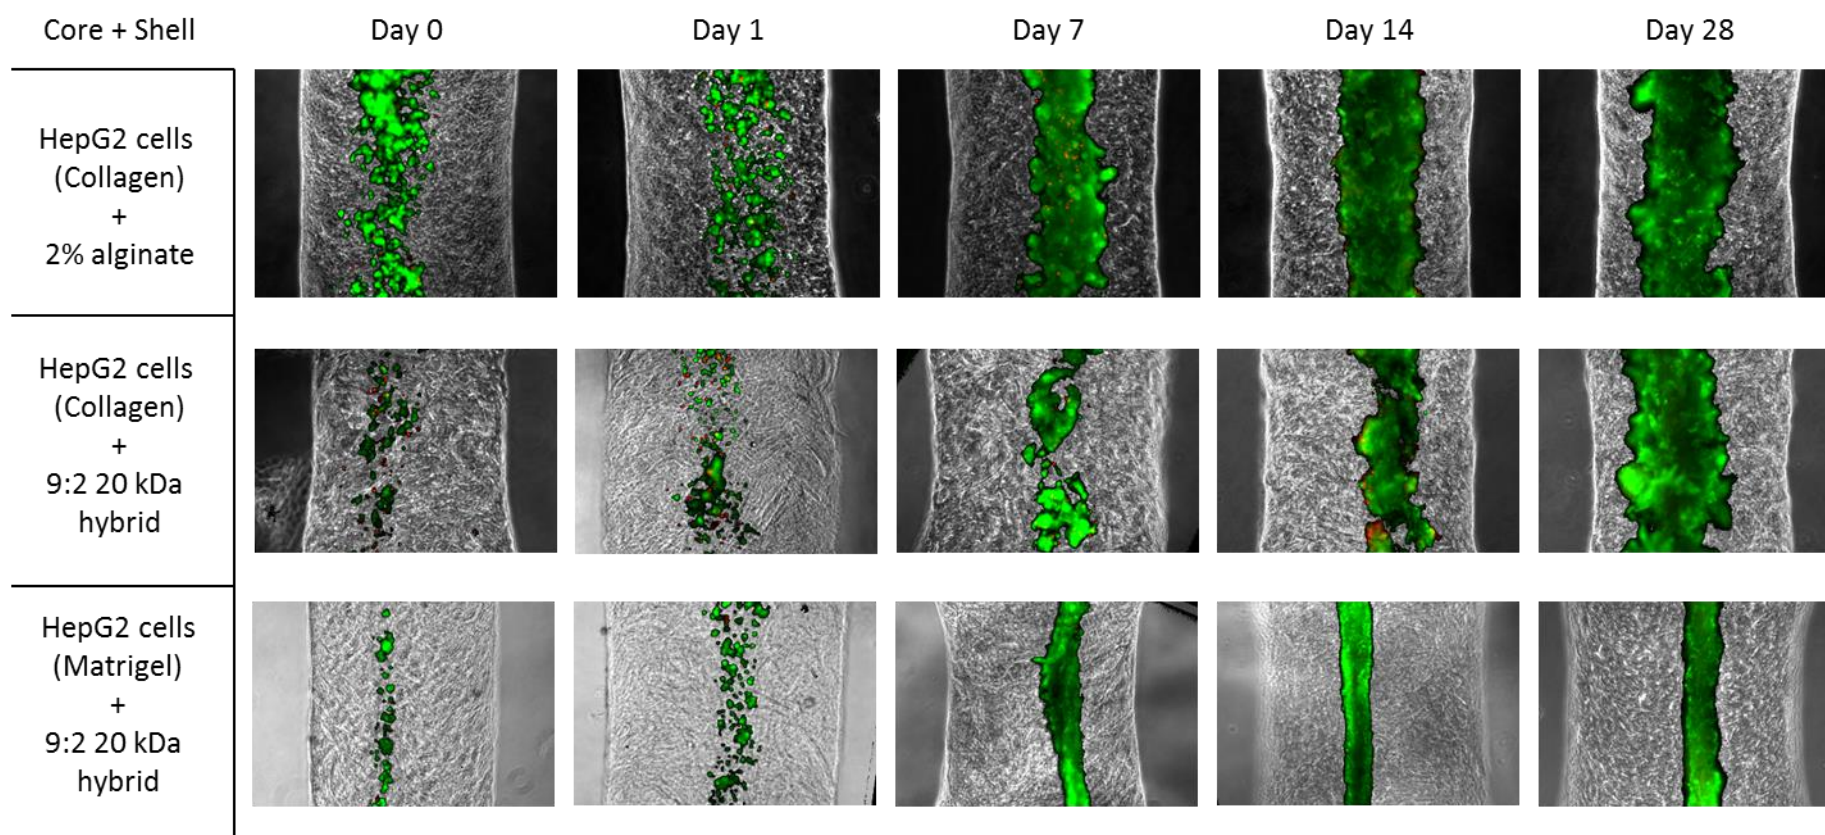 Core + Shell
Day 0
Day 1
Day 7
Day 14
Day 28
HepG2 cells
(Collagen)
+
2% alginate
HepG2 cells
(Collagen)
+
9:2 20 kDa
hybrid
HepG2 cells
(Matrigel)
+
9:2 20 kDa
hybrid